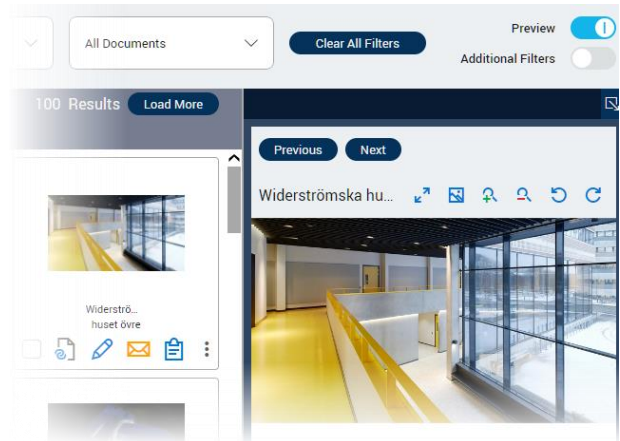 All Documents
Clear All Filters
Preview
Additional Filters
100 Results
Load More
Previous
Next
Widerströmska hu...
Widerströ...
huset övre